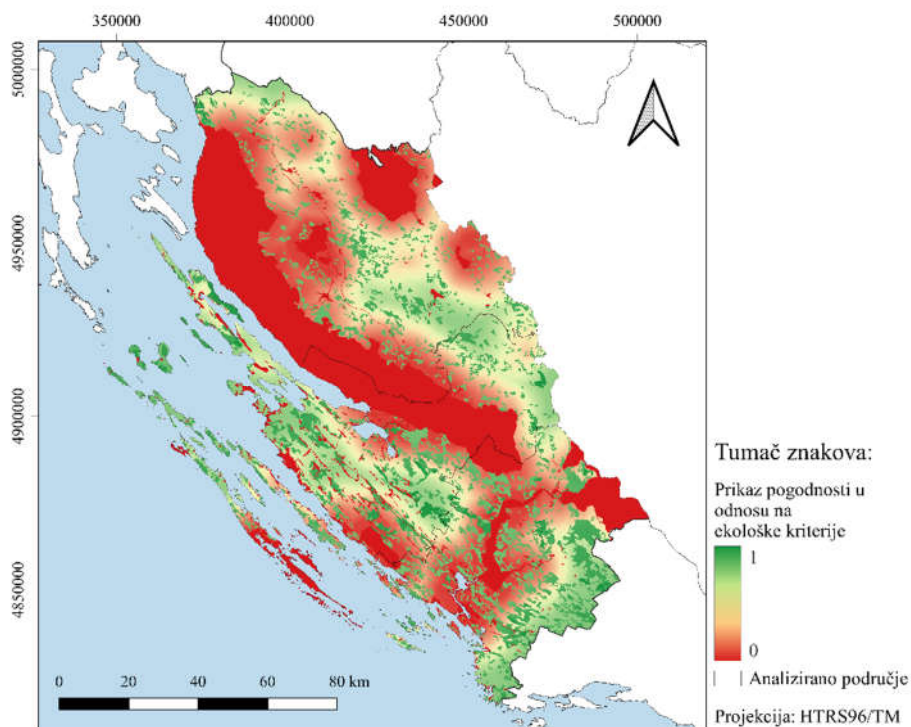 350000 400000 450000 500000
5000000
4950000
4900000
4850000
0 20 40 60 80 km
Tumač znakova:
Prikaz pogodnosti u
odnosu na
ekološke kriterije
1
0
Analizirano područje
Projekcija: HTRS96/TM